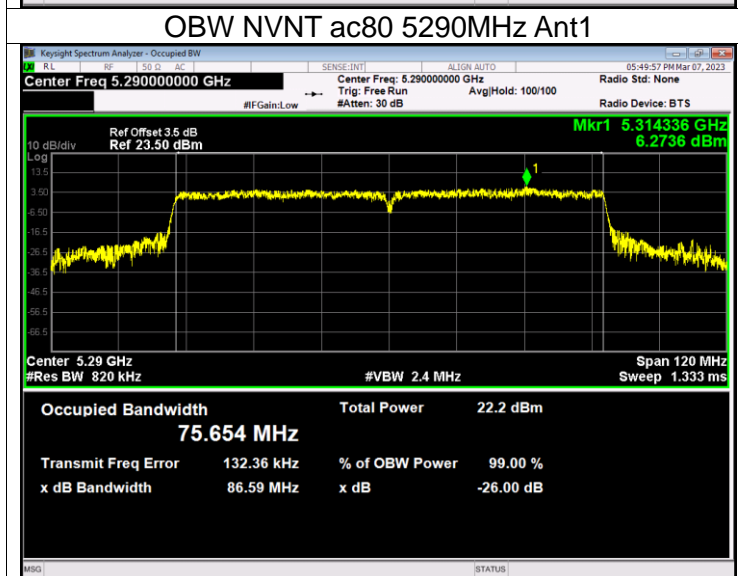 OBW NVNT ac80 5290MHz Ant1
Keysight Spectrum Analyzer - Occupied BW
LXI RL RF 50 Ω AC SENSE:INT ALIGN AUTO 05:49:57 PM Mar 07, 2023
Center Freq 5.290000000 GHz Center Freq: 5.290000000 GHz Radio Std: None
Trig: Free Run Avg|Hold: 100/100
#IFGain:Low #Atten: 30 dB Radio Device: BTS
Ref Offset 3.5 dB Mkr1 5.314336 GHz
10 dB/div Ref 23.50 dBm 6.2736 dBm
Log
13.5
1
3.50
-6.50
-16.5
-26.5
-36.5
-46.5
-56.5
-66.5
Center 5.29 GHz Span 120 MHz
#Res BW 820 kHz #VBW 2.4 MHz Sweep 1.333 ms
Occupied Bandwidth Total Power 22.2 dBm
75.654 MHz
Transmit Freq Error 132.36 kHz % of OBW Power 99.00 %
x dB Bandwidth 86.59 MHz x dB -26.00 dB
MSG STATUS